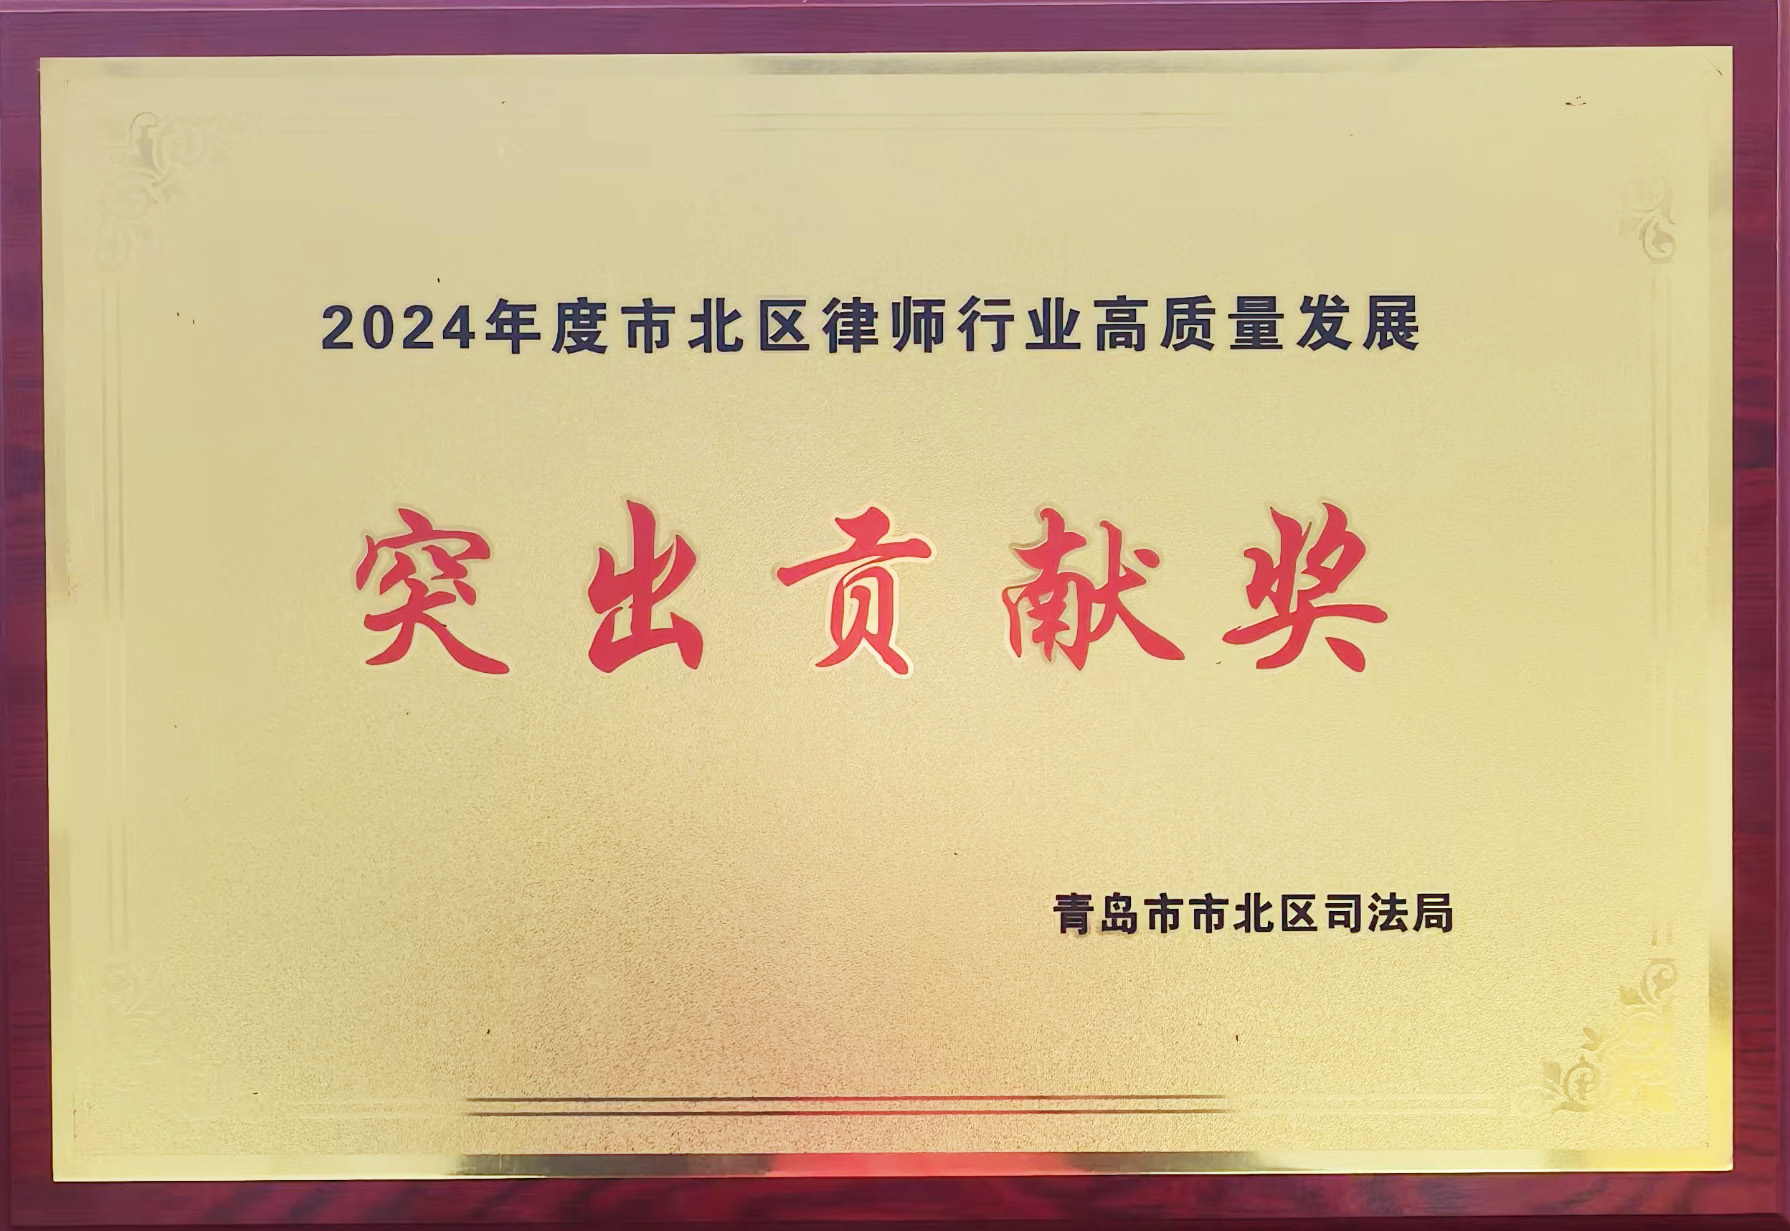 2024年度市北区律师行业高质量发展
突出贡献奖
青岛市市北区司法局